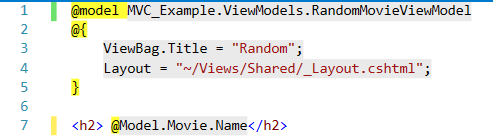 1 @model MVC_Example.ViewModels.RandomMovieViewModel
2 @{
3 ViewBag.Title = "Random";
4 Layout = "~/Views/Shared/_Layout.cshtml";
5 }
6
7 <h2> @Model.Movie.Name</h2>